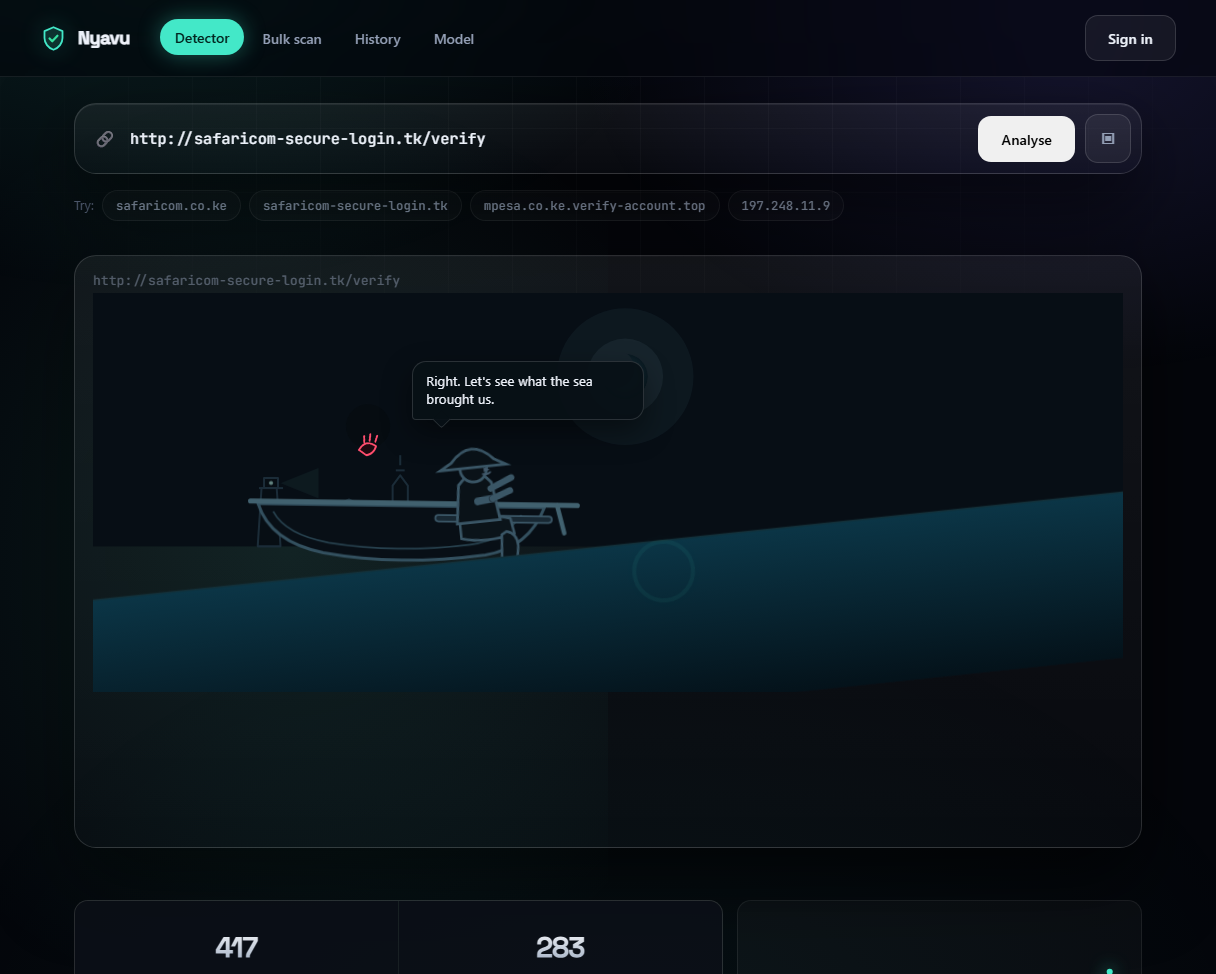 Nyavu
Detector
Bulk scan
History
Model
Sign in
http://safaricom-secure-login.tk/verify
Analyse
Try:
safaricom.co.ke
safaricom-secure-login.tk
mpesa.co.ke.verify-account.top
197.248.11.9
http://safaricom-secure-login.tk/verify
Right. Let's see what the sea
brought us.
417
283